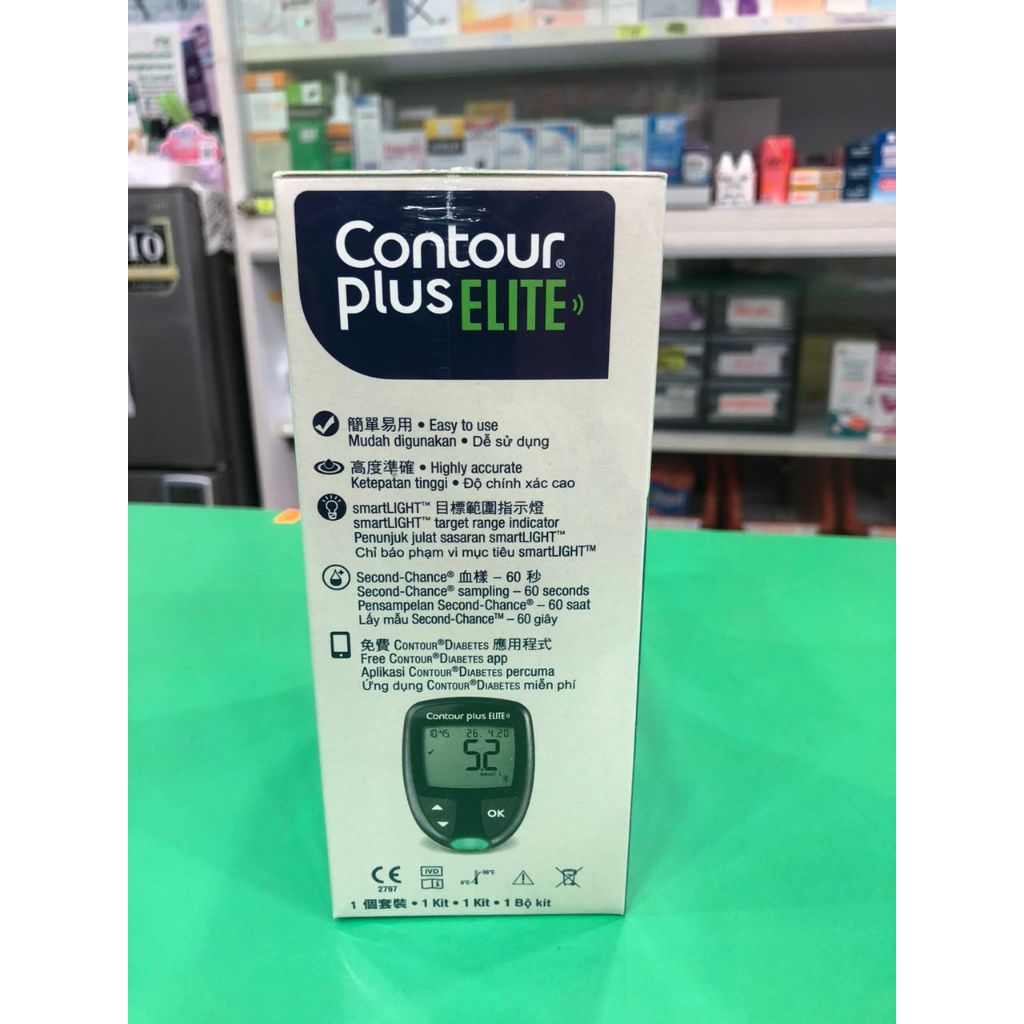 Contour®
plus ELITE
簡單易用 • Easy to use
Mudah digunakan • Dễ sử dụng
高度準確 • Highly accurate
Ketepatan tinggi • Độ chính xác cao
smartLIGHT™ 目標範圍指示燈
smartLIGHT™ target range indicator
Penunjuk julat sasaran smartLIGHT™
Chỉ báo phạm vi mục tiêu smartLIGHT™
Second-Chance® 血樣 – 60 秒
Second-Chance® sampling – 60 seconds
Pensampelan Second-Chance® – 60 saat
Lấy mẫu Second-Chance™ – 60 giây
免費 CONTOUR®DIABETES 應用程式
Free CONTOUR®DIABETES app
Aplikasi CONTOUR®DIABETES percuma
Ứng dụng CONTOUR®DIABETES miễn phí
Contour plus ELITE
10:45 26. 4.20
5.2
mmol/L
OK
CE
2797
IVD
0°C 30°C
1 個套裝 • 1 Kit • 1 Kit • 1 Bộ kit